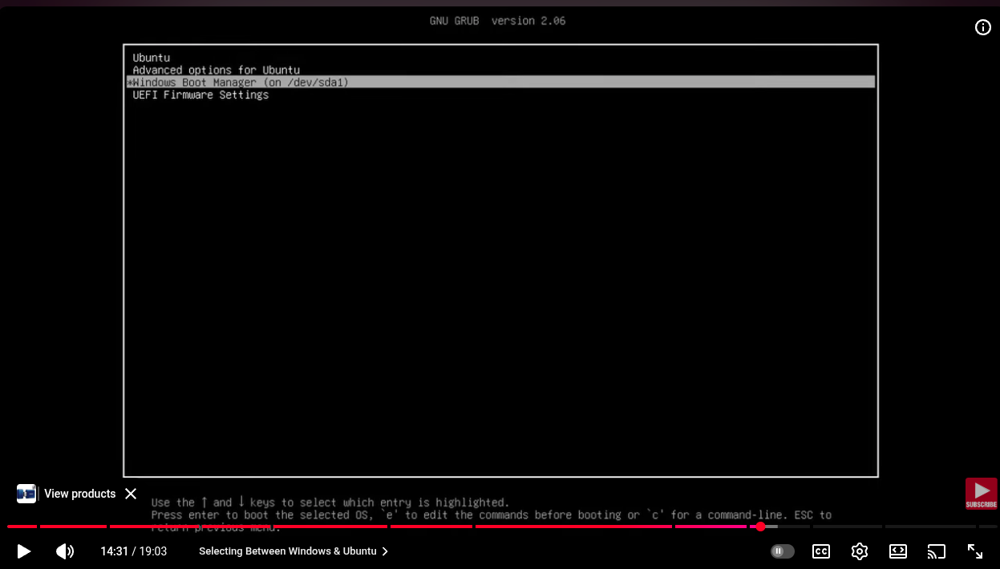 GNU GRUB version 2.06
Ubuntu
Advanced options for Ubuntu
*Windows Boot Manager (on /dev/sda1)
UEFI Firmware Settings
View products
Use the ↑ and ↓ keys to select which entry is highlighted.
Press enter to boot the selected OS, `e' to edit the commands before booting or `c' for a command-line. ESC to
return previous menu.
SUBSCRIBE
14:31 / 19:03
Selecting Between Windows & Ubuntu
CC